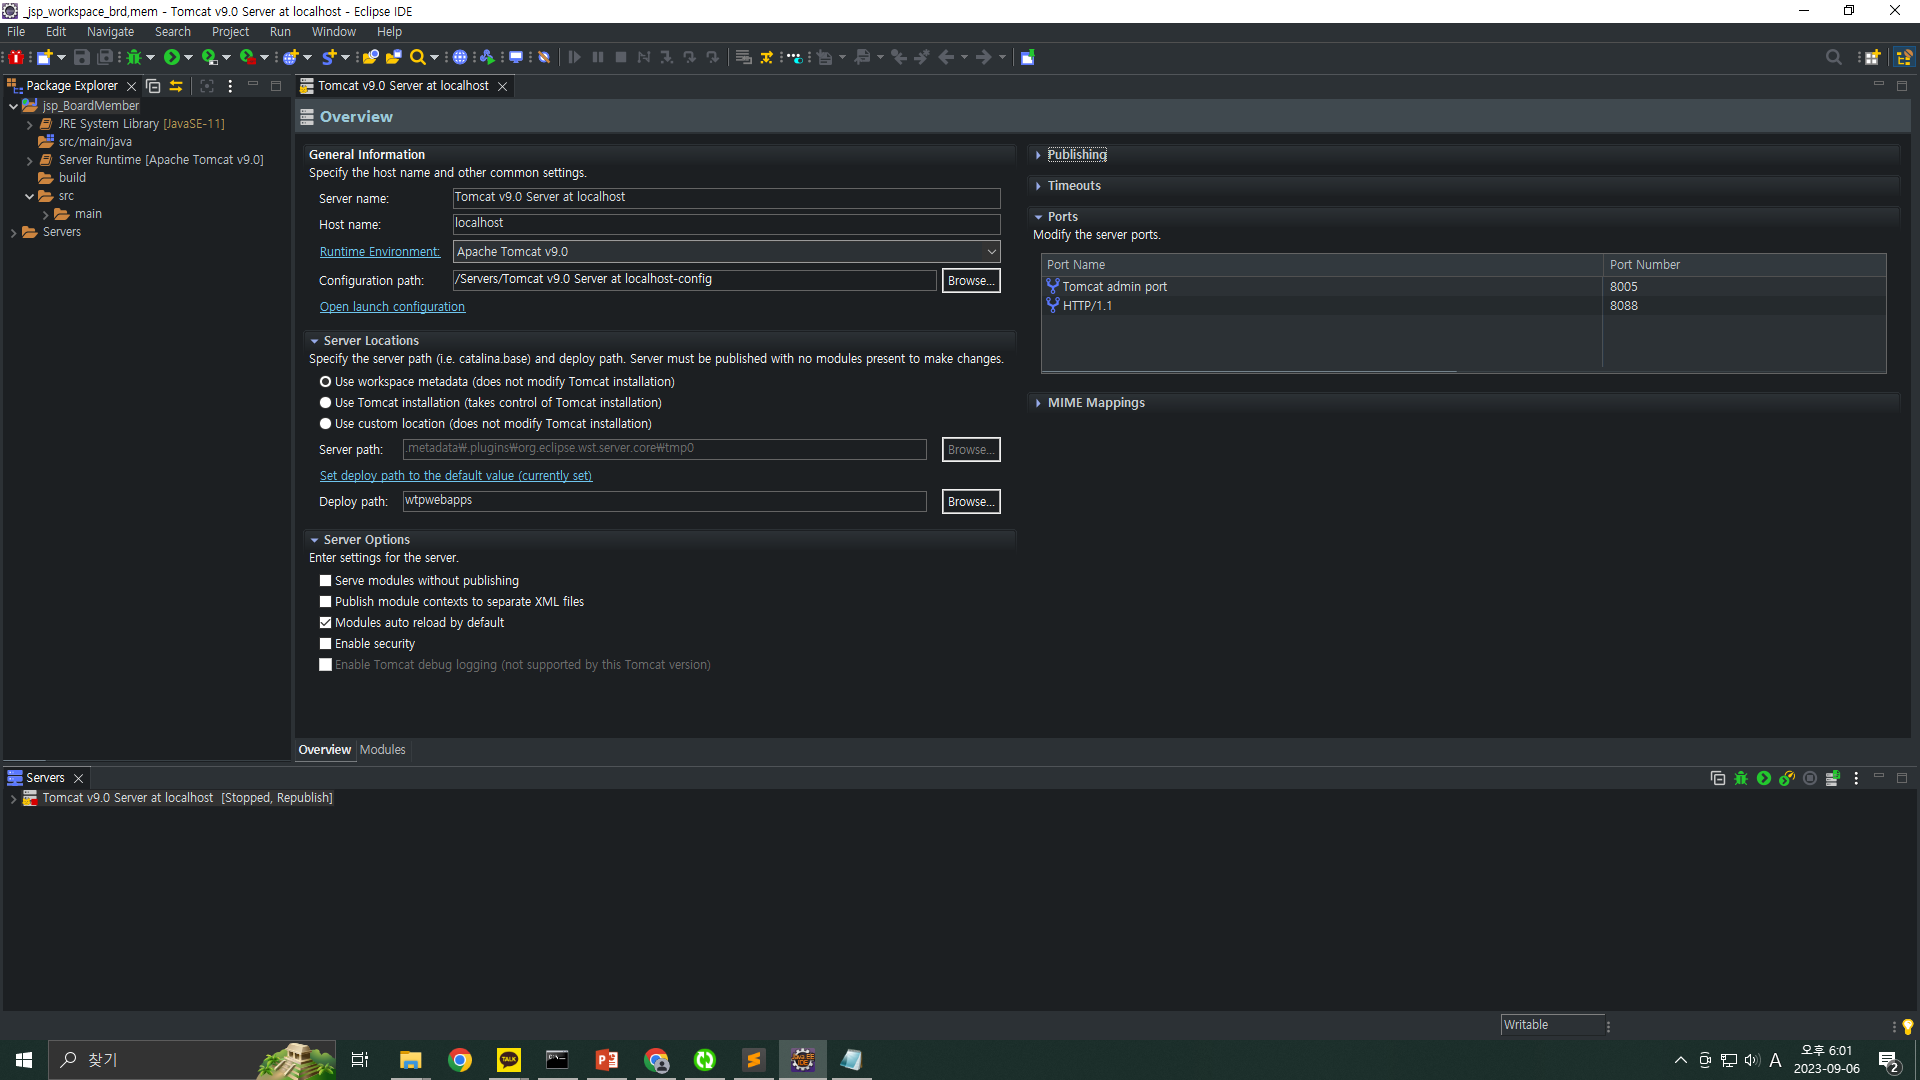 _jsp_workspace_brd,mem - Tomcat v9.0 Server at localhost - Eclipse IDE
File Edit Navigate Search Project Run Window Help
Package Explorer
jsp_BoardMember
JRE System Library [JavaSE-11]
src/main/java
Server Runtime [Apache Tomcat v9.0]
build
src
main
Servers
Tomcat v9.0 Server at localhost
Overview
General Information
Specify the host name and other common settings.
Server name: Tomcat v9.0 Server at localhost
Host name: localhost
Runtime Environment: Apache Tomcat v9.0
Configuration path: /Servers/Tomcat v9.0 Server at localhost-config Browse...
Open launch configuration
Server Locations
Specify the server path (i.e. catalina.base) and deploy path. Server must be published with no modules present to make changes.
Use workspace metadata (does not modify Tomcat installation)
Use Tomcat installation (takes control of Tomcat installation)
Use custom location (does not modify Tomcat installation)
Server path: .metadata₩.plugins₩org.eclipse.wst.server.core₩tmp0 Browse...
Set deploy path to the default value (currently set)
Deploy path: wtpwebapps Browse...
Server Options
Enter settings for the server.
Serve modules without publishing
Publish module contexts to separate XML files
Modules auto reload by default
Enable security
Enable Tomcat debug logging (not supported by this Tomcat version)
Publishing
Timeouts
Ports
Modify the server ports.
Port Name Port Number
Tomcat admin port 8005
HTTP/1.1 8088
MIME Mappings
Overview Modules
Servers
Tomcat v9.0 Server at localhost [Stopped, Republish]
Writable
찾기
TALK
A
오후 6:01
2023-09-06
2